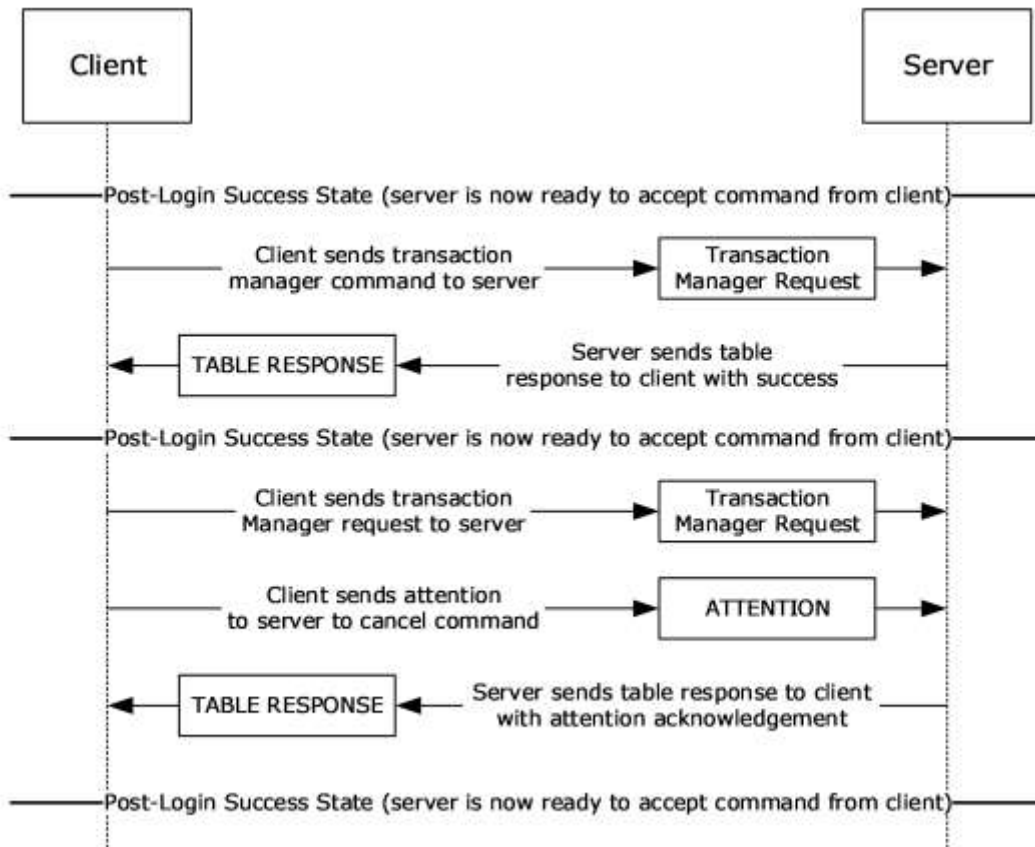 Client
Server
Post-Login Success State (server is now ready to accept command from client)
Client sends transaction
manager command to server
Transaction
Manager Request
TABLE RESPONSE
Server sends table
response to client with success
Post-Login Success State (server is now ready to accept command from client)
Client sends transaction
Manager request to server
Transaction
Manager Request
Client sends attention
to server to cancel command
ATTENTION
TABLE RESPONSE
Server sends table response to client
with attention acknowledgement
Post-Login Success State (server is now ready to accept command from client)